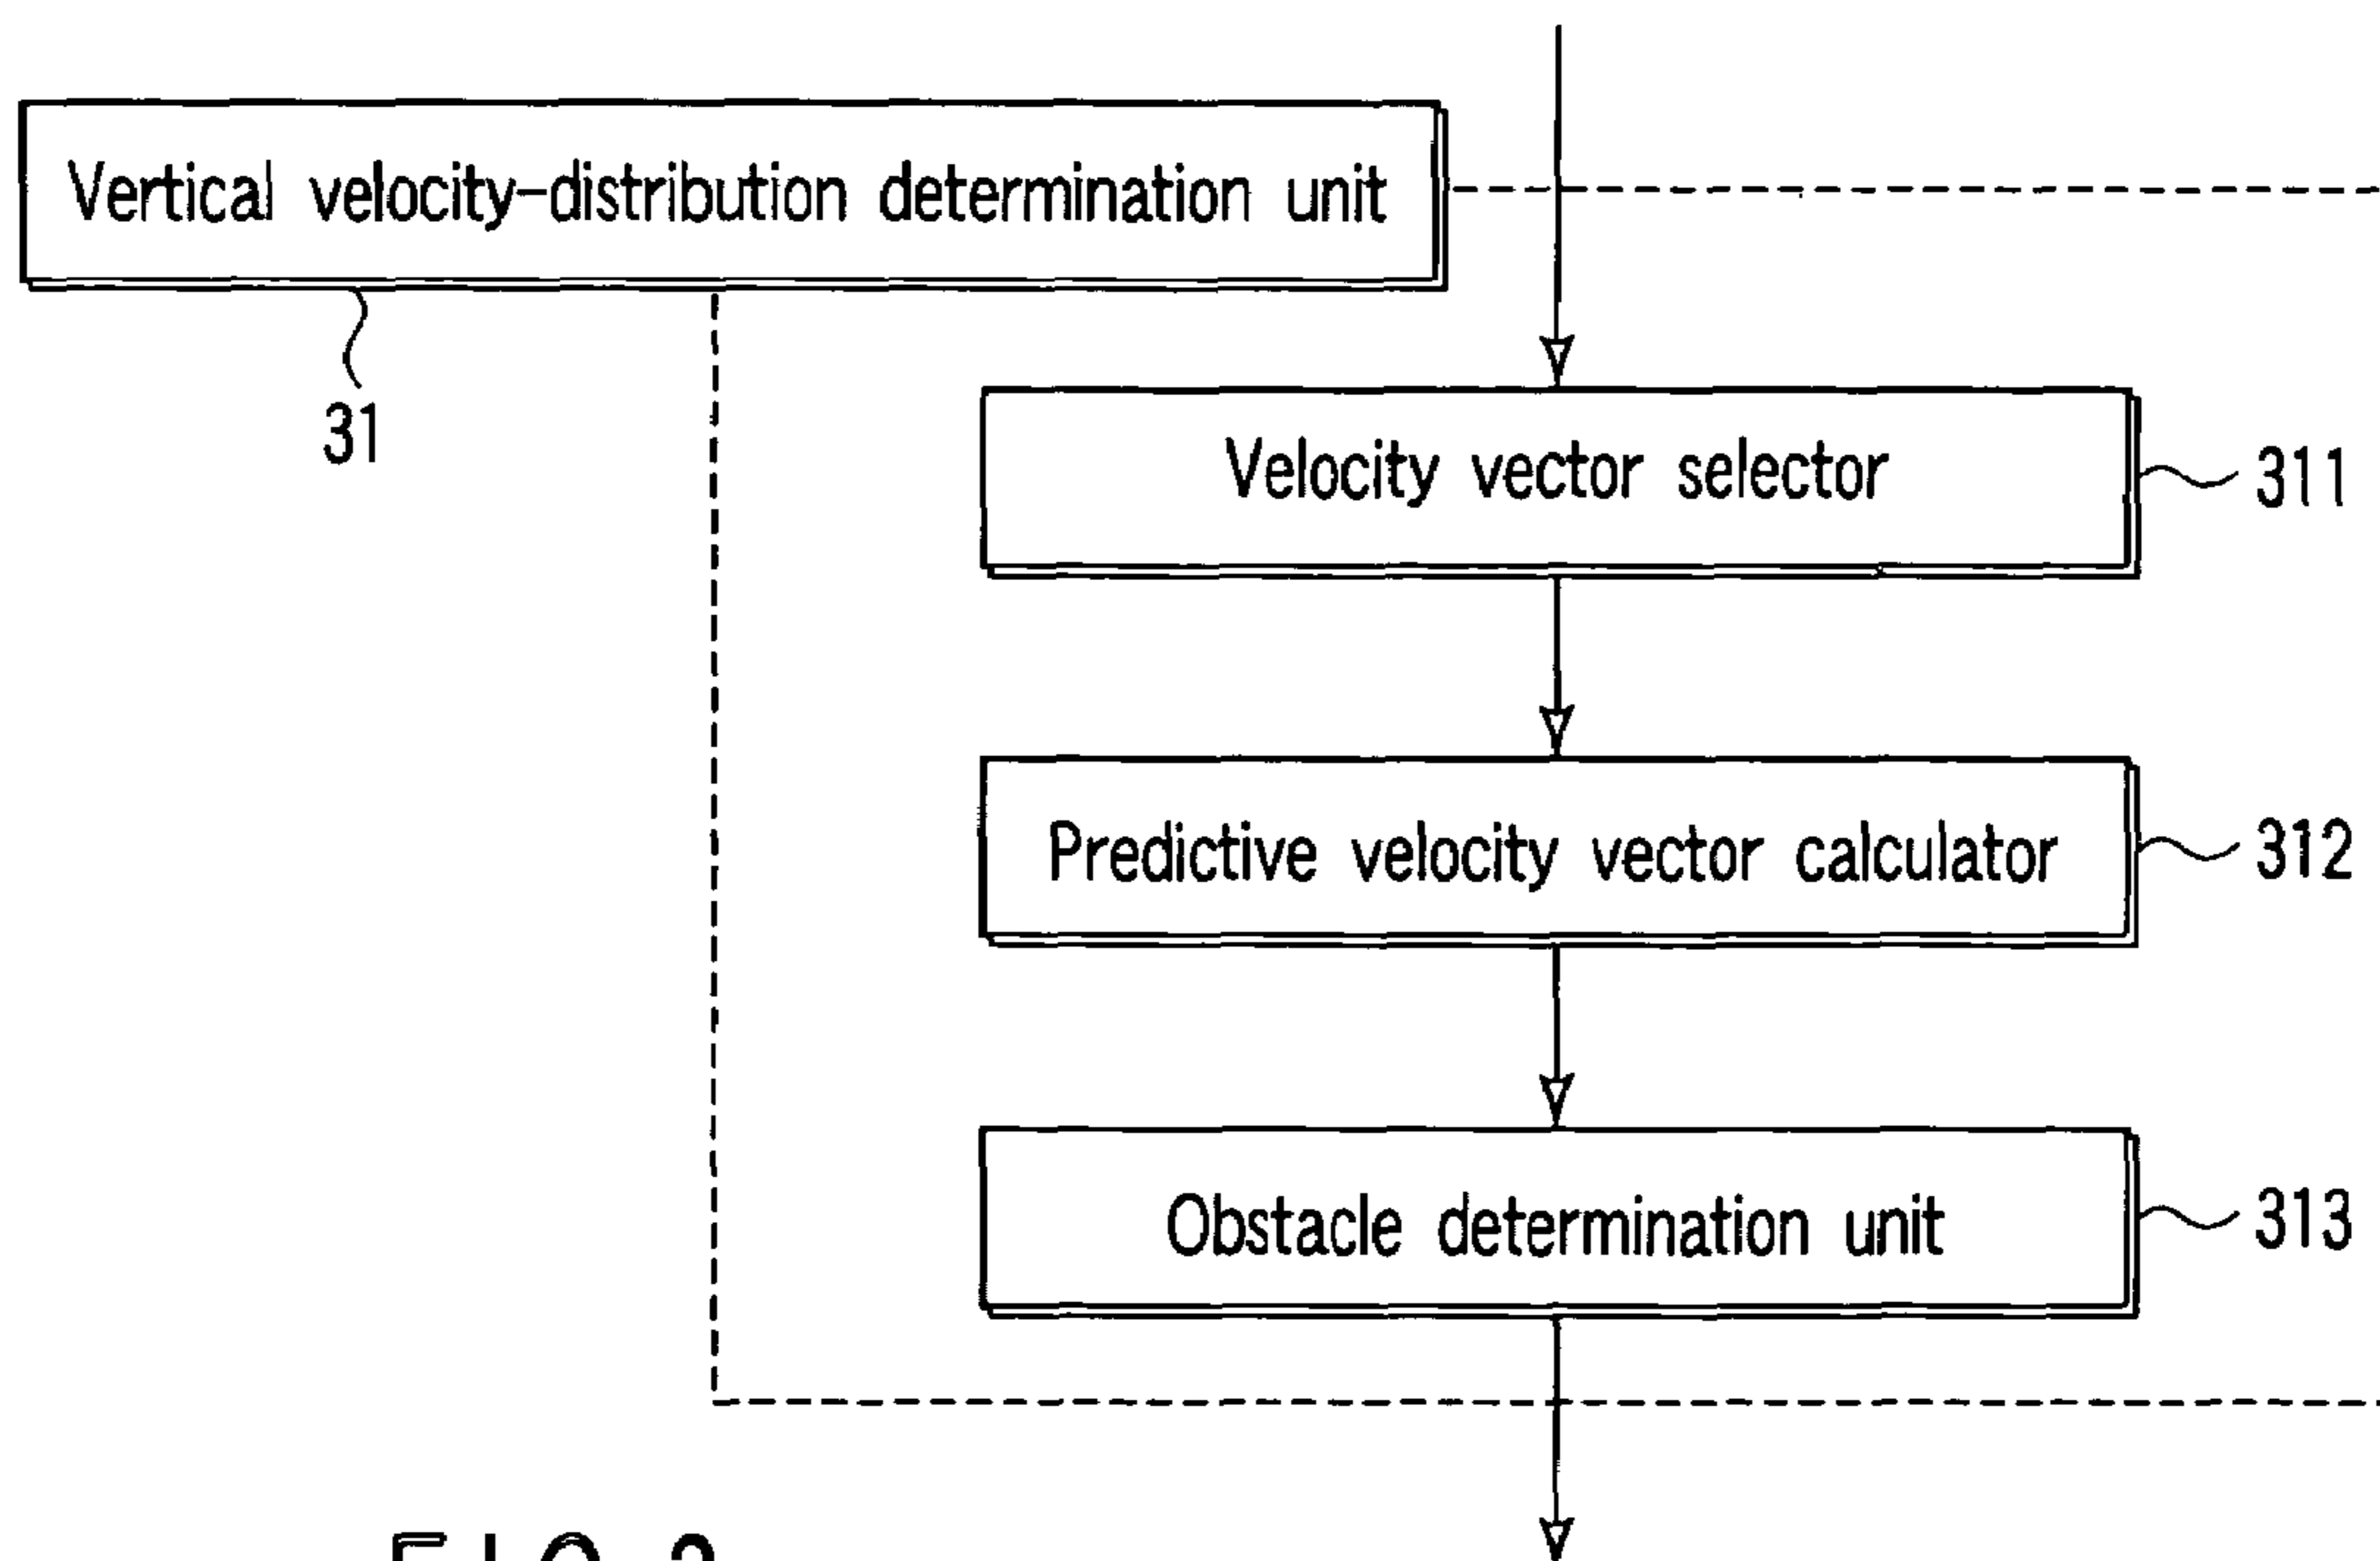 Vertical velocity-distribution determination unit
31
Velocity vector selector
311
Predictive velocity vector calculator
312
Obstacle determination unit
313